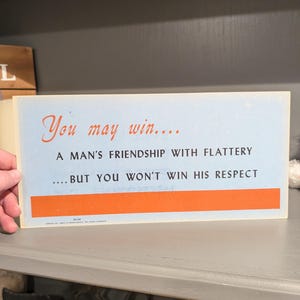 L
You may win....
A MAN'S FRIENDSHIP WITH FLATTERY
....BUT YOU WON'T WIN HIS RESPECT